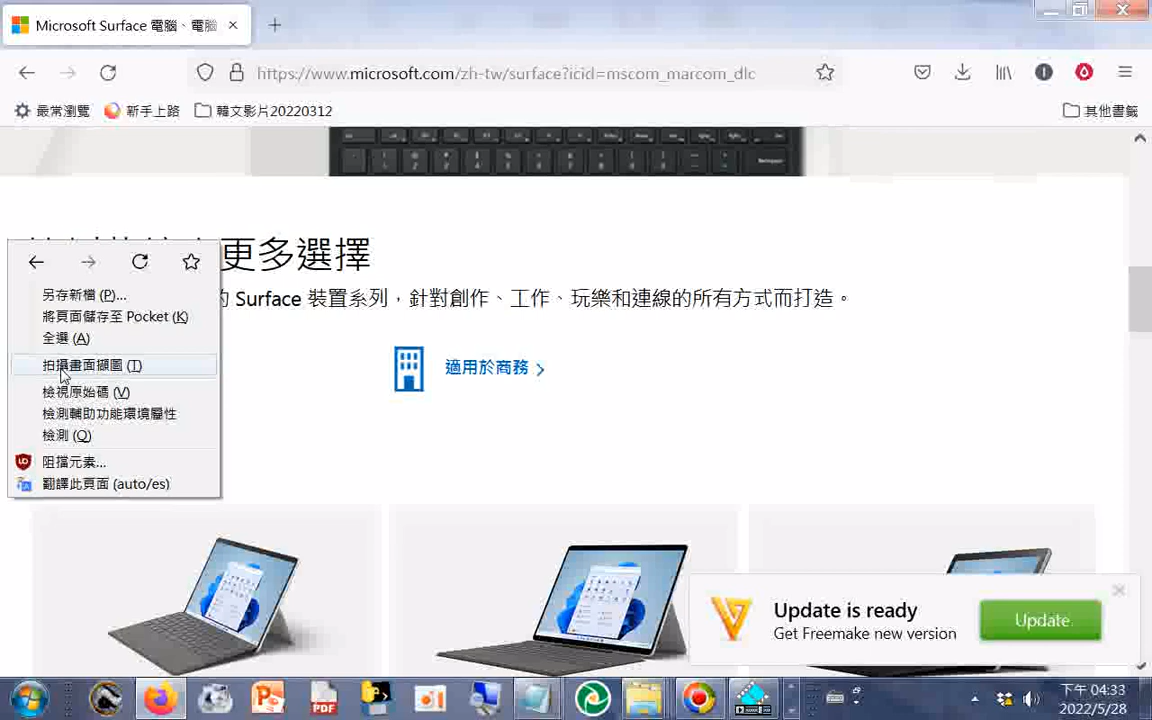 Microsoft Surface 電腦、電腦
https://www.microsoft.com/zh-tw/surface?icid=mscom_marcom_dlc
最常瀏覽
新手上路
韓文影片20220312
其他書籤
更多選擇
Surface 裝置系列，針對創作、工作、玩樂和連線的所有方式而打造。
適用於商務
另存新檔 (P)...
將頁面儲存至 Pocket (K)
全選 (A)
拍攝畫面擷圖 (T)
檢視原始碼 (V)
檢測輔助功能環境屬性
檢測 (Q)
阻擋元素...
翻譯此頁面 (auto/es)
Update is ready
Get Freemake new version
Update
下午 04:33
2022/5/28